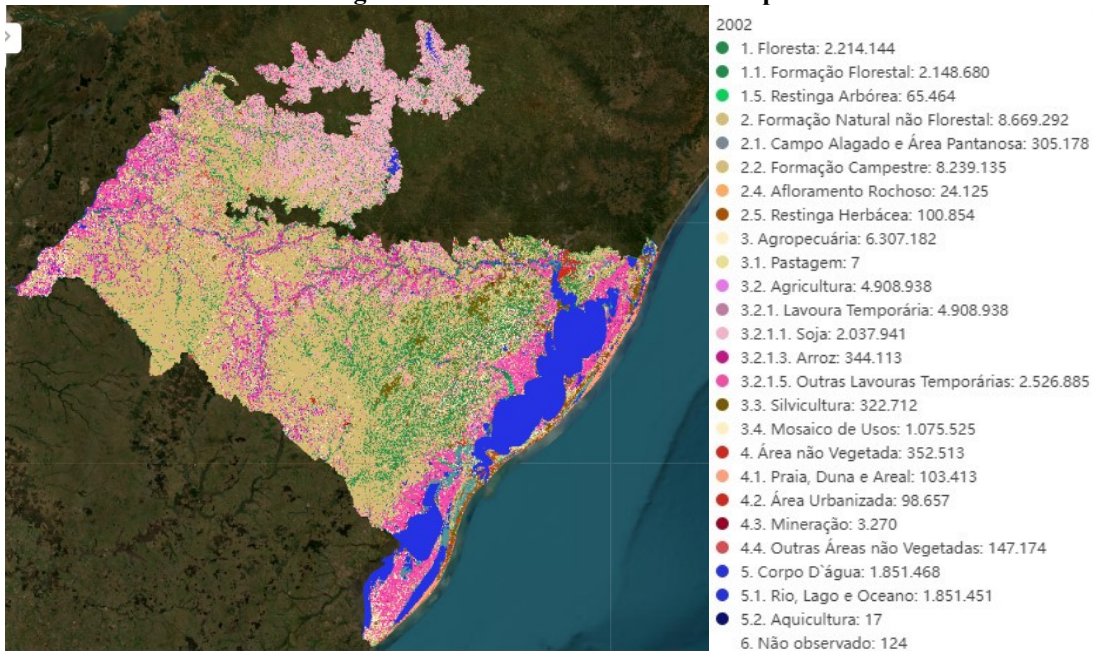 2002
1. Floresta: 2.214.144
1.1. Formação Florestal: 2.148.680
1.5. Restinga Arbórea: 65.464
2. Formação Natural não Florestal: 8.669.292
2.1. Campo Alagado e Área Pantanosa: 305.178
2.2. Formação Campestre: 8.239.135
2.4. Afloramento Rochoso: 24.125
2.5. Restinga Herbácea: 100.854
3. Agropecuária: 6.307.182
3.1. Pastagem: 7
3.2. Agricultura: 4.908.938
3.2.1. Lavoura Temporária: 4.908.938
3.2.1.1. Soja: 2.037.941
3.2.1.3. Arroz: 344.113
3.2.1.5. Outras Lavouras Temporárias: 2.526.885
3.3. Silvicultura: 322.712
3.4. Mosaico de Usos: 1.075.525
4. Área não Vegetada: 352.513
4.1. Praia, Duna e Areal: 103.413
4.2. Área Urbanizada: 98.657
4.3. Mineração: 3.270
4.4. Outras Áreas não Vegetadas: 147.174
5. Corpo D`água: 1.851.468
5.1. Rio, Lago e Oceano: 1.851.451
5.2. Aquicultura: 17
6. Não observado: 124